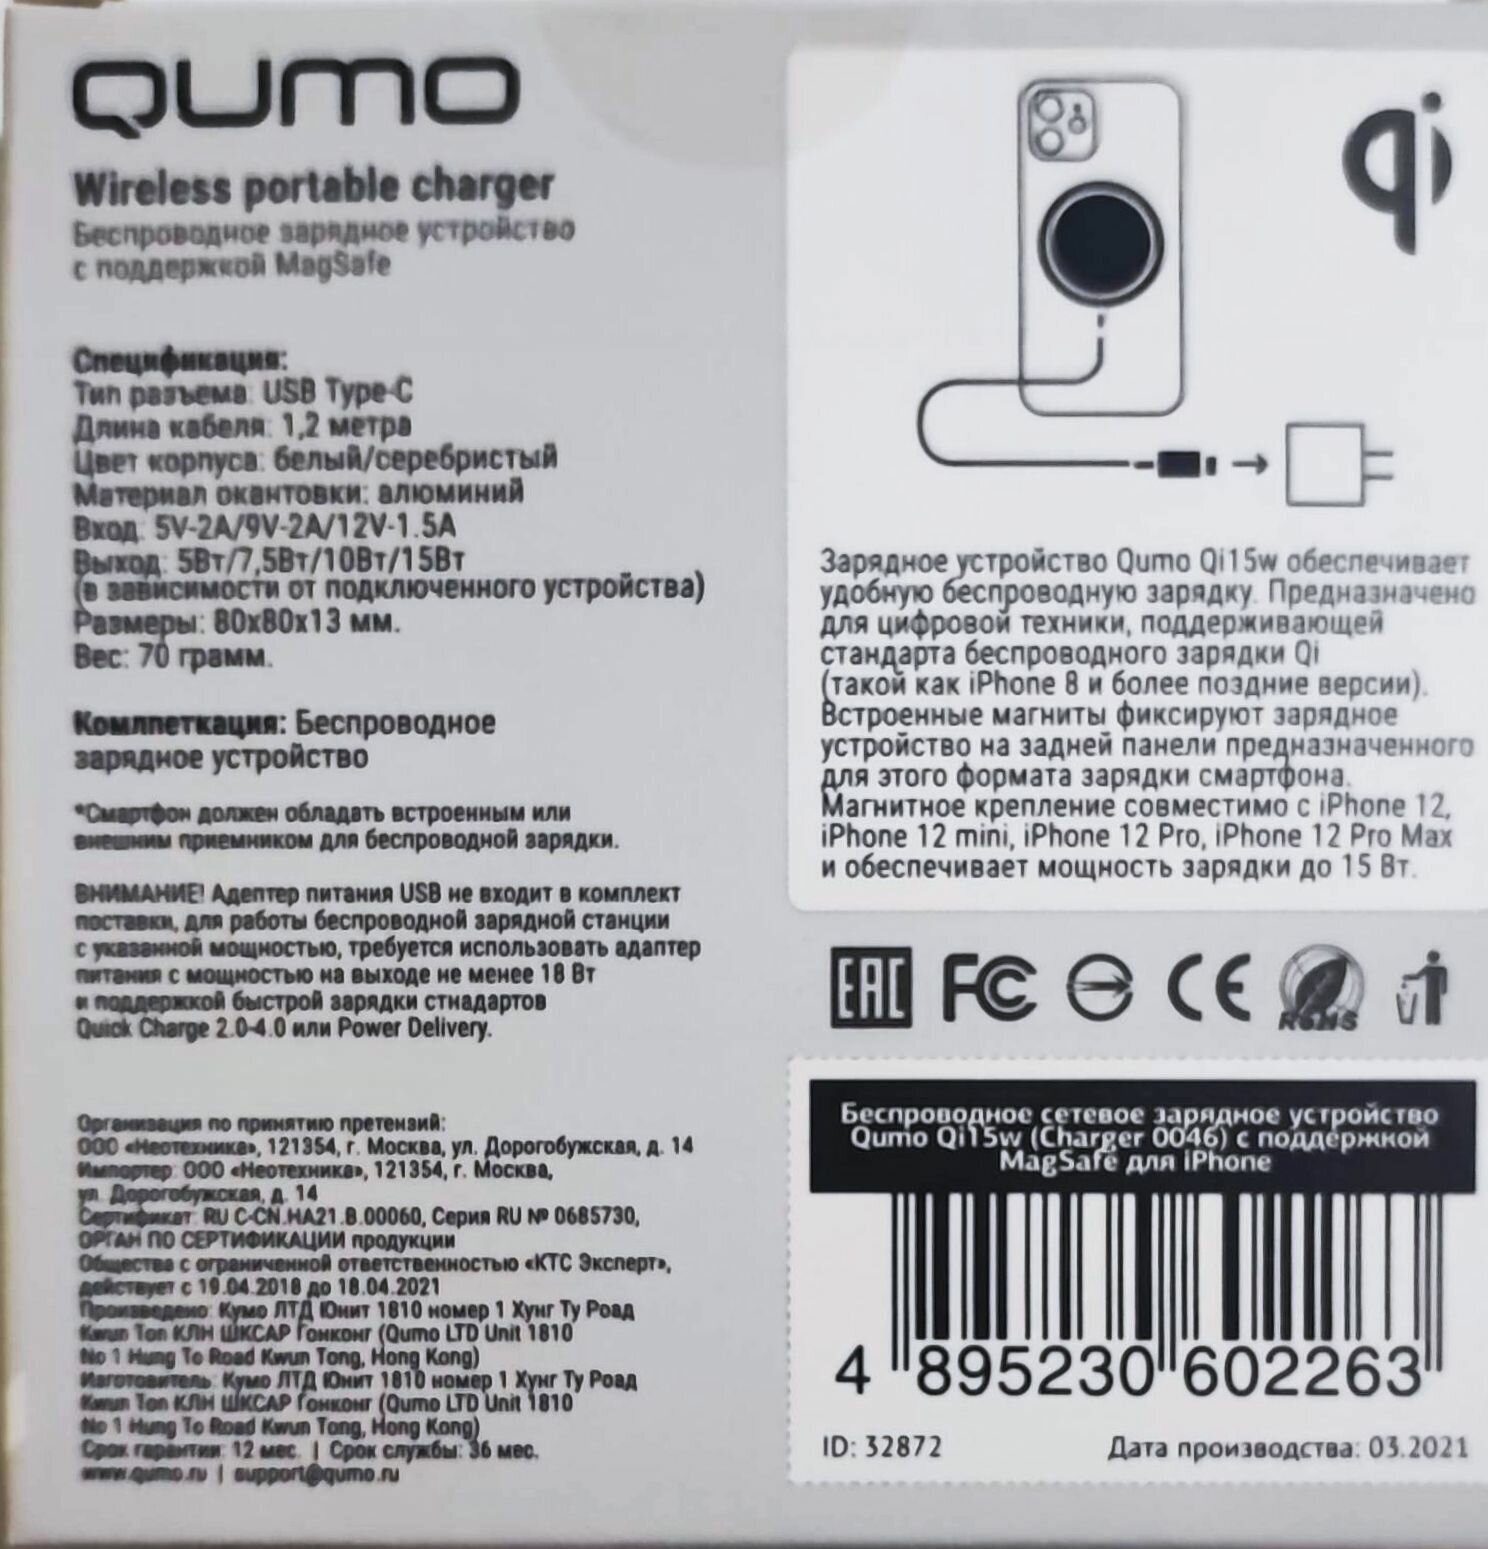 QUMO
Wireless portable charger
Беспроводное зарядное устройство
с поддержкой MagSafe
Спецификация:
Тип разъема: USB Type-C
Длина кабеля: 1,2 метра
Цвет корпуса: белый/серебристый
Материал окантовки: алюминий
Вход: 5V-2A/9V-2A/12V-1.5A
Выход: 5Вт/7,5Вт/10Вт/15Вт
(в зависимости от подключенного устройства)
Размеры: 80х80х13 мм.
Вес: 70 грамм.
Комлпеткация: Беспроводное
зарядное устройство
*Смартфон должен обладать встроенным или
внешним приемником для беспроводной зарядки.
ВНИМАНИЕ! Адаптер питания USB не входит в комплект
поставки, для работы беспроводной зарядной станции
с указанной мощностью, требуется использовать адаптер
питания с мощностью на выходе не менее 18 Вт
и поддержкой быстрой зарядки стнадартов
Quick Charge 2.0-4.0 или Power Delivery.
Организация по принятию претензий:
ООО «Неотехника», 121354, г. Москва, ул. Дорогобужская, д. 14
Импортер: ООО «Неотехника», 121354, г. Москва,
ул. Дорогобужская, д. 14
Сертификат: RU C-CN.HA21.B.00060, Серия RU № 0685730,
ОРГАН ПО СЕРТИФИКАЦИИ продукции
Общества с ограниченной ответственностью «КТС Эксперт»,
действует с 19.04.2018 до 18.04.2021
Произведено: Кумо ЛТД Юнит 1810 номер 1 Хунг Ту Роад
Квун Топ КЛН ШКСАР Гонконг (Qumo LTD Unit 1810
No 1 Hung To Road Kwun Tong, Hong Kong)
Изготовитель: Кумо ЛТД Юнит 1810 номер 1 Хунг Ту Роад
Квун Топ КЛН ШКСАР Гонконг (Qumo LTD Unit 1810
No 1 Hung To Road Kwun Tong, Hong Kong)
Срок гарантии: 12 мес. | Срок службы: 36 мес.
www.qumo.ru | support@qumo.ru
qi
Зарядное устройство Qumo Qi15w обеспечивает
удобную беспроводную зарядку. Предназначено
для цифровой техники, поддерживающей
стандарта беспроводного зарядки Qi
(такой как iPhone 8 и более поздние версии).
Встроенные магниты фиксируют зарядное
устройство на задней панели предназначенного
для этого формата зарядки смартфона.
Магнитное крепление совместимо с iPhone 12,
iPhone 12 mini, iPhone 12 Pro, iPhone 12 Pro Max
и обеспечивает мощность зарядки до 15 Вт.
EAC FC CE RoHS
Беспроводное сетевое зарядное устройство
Qumo Qi15w (Charger 0046) с поддержкой
MagSafe для iPhone
4 895230 602263
ID: 32872 Дата производства: 03.2021